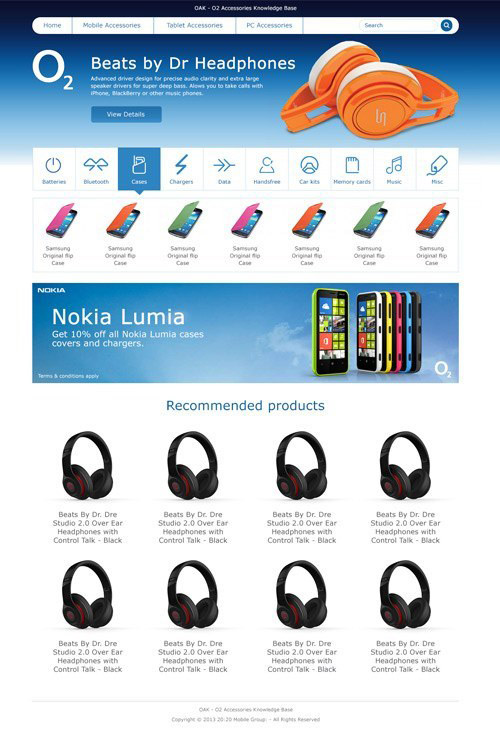 OAK - O2 Accessories Knowledge Base
Home Mobile Accessories Tablet Accessories PC Accessories Search
O2
Beats by Dr Headphones
Advanced driver design for precise audio clarity and extra large
speaker drivers for super deep bass. Alows you to take calls with
iPhone, BlackBerry or other music phones.
View Details
Batteries Bluetooth Cases Chargers Data Handsfree Car kits Memory cards Music Misc
Samsung Samsung Samsung Samsung Samsung Samsung Samsung
Original flip Original flip Original flip Original flip Original flip Original flip Original flip
Case Case Case Case Case Case Case
NOKIA
Nokia Lumia
Get 10% off all Nokia Lumia cases
covers and chargers.
Terms & conditions apply
O2
Recommended products
Beats By Dr. Dre Beats By Dr. Dre Beats By Dr. Dre Beats By Dr. Dre
Studio 2.0 Over Ear Studio 2.0 Over Ear Studio 2.0 Over Ear Studio 2.0 Over Ear
Headphones with Headphones with Headphones with Headphones with
Control Talk - Black Control Talk - Black Control Talk - Black Control Talk - Black
Beats By Dr. Dre Beats By Dr. Dre Beats By Dr. Dre Beats By Dr. Dre
Studio 2.0 Over Ear Studio 2.0 Over Ear Studio 2.0 Over Ear Studio 2.0 Over Ear
Headphones with Headphones with Headphones with Headphones with
Control Talk - Black Control Talk - Black Control Talk - Black Control Talk - Black
OAK - O2 Accessories Knowledge Base
Copyright © 2013 20:20 Mobile Group. - All Rights Reserved